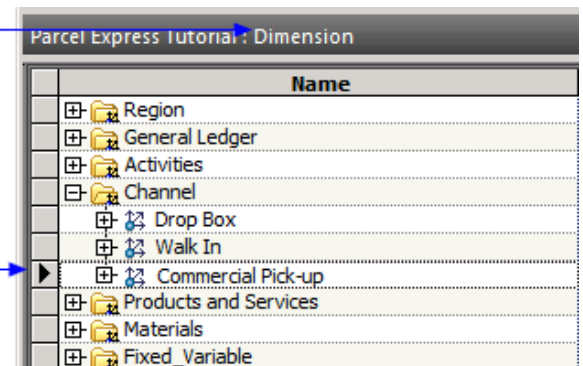 Parcel Express Tutorial : Dimension
Name
Region
General Ledger
Activities
Channel
Drop Box
Walk In
Commercial Pick-up
Products and Services
Materials
Fixed_Variable